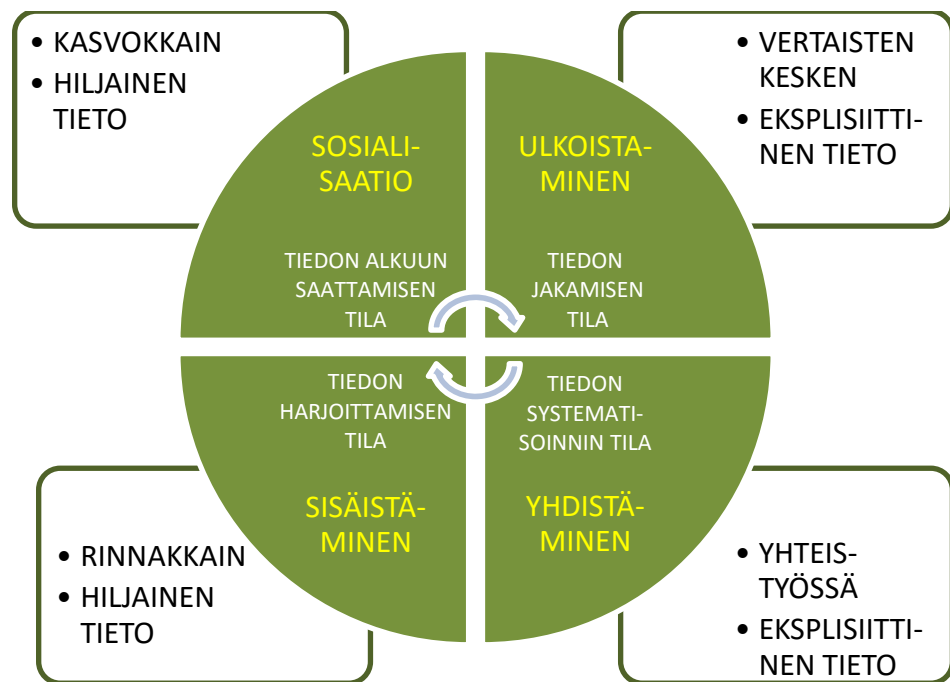 • KASVOKKAIN
• HILJAINEN
TIETO
• VERTAISTEN
KESKEN
• EKSPLISIITTI-
NEN TIETO
SOSIALI-
SAATIO
TIEDON ALKUUN
SAATTAMISEN
TILA
ULKOISTA-
MINEN
TIEDON
JAKAMISEN
TILA
TIEDON
HARJOITTAMISEN
TILA
SISÄISTÄ-
MINEN
TIEDON
SYSTEMATI-
SOINNIN TILA
YHDISTÄ-
MINEN
• RINNAKKAIN
• HILJAINEN
TIETO
• YHTEIS-
TYÖSSÄ
• EKSPLISIITTI-
NEN TIETO